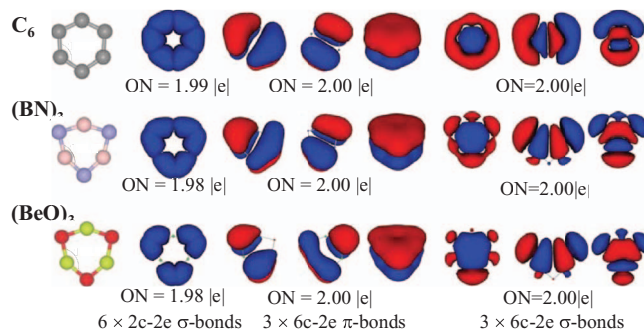 C₆
ON = 1.99 |e| ON = 2.00 |e| ON=2.00|e|
(BN)₃
ON = 1.98 |e| ON = 2.00 |e| ON=2.00|e|
(BeO)₃
ON = 1.98 |e| ON = 2.00 |e| ON=2.00|e|
6 × 2c-2e σ-bonds 3 × 6c-2e π-bonds 3 × 6c-2e σ-bonds